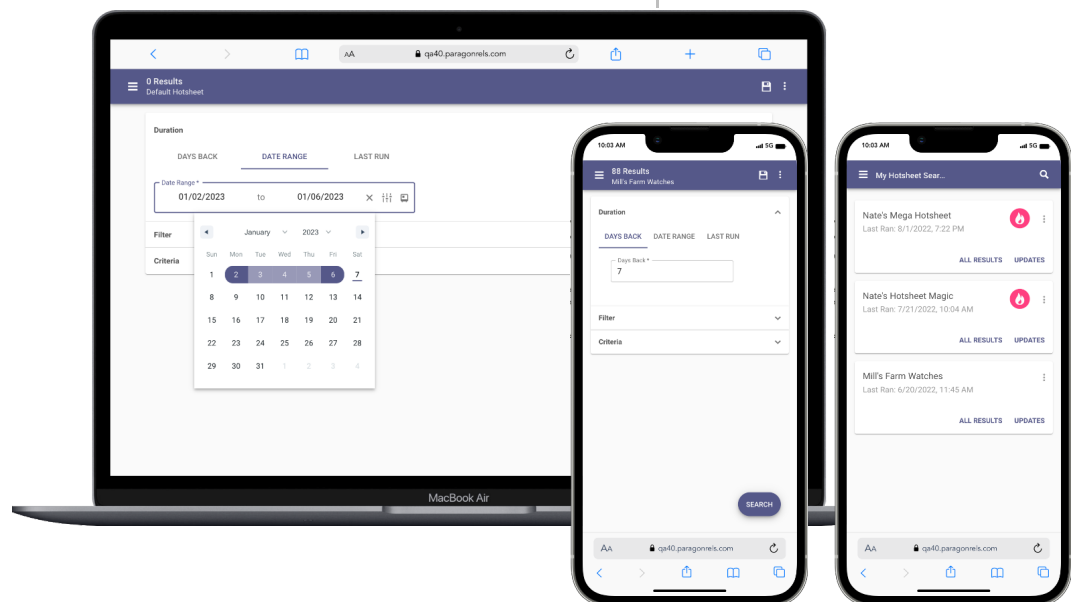 AA qa40.paragonrels.com
0 Results
Default Hotsheet
Duration
DAYS BACK DATE RANGE LAST RUN
Date Range *
01/02/2023 to 01/06/2023
Filter
Criteria
January 2023
Sun Mon Tue Wed Thu Fri Sat
1 2 3 4 5 6 7
8 9 10 11 12 13 14
15 16 17 18 19 20 21
22 23 24 25 26 27 28
29 30 31 1 2 3 4
MacBook Air
10:03 AM 5G
88 Results
Mill's Farm Watches
Duration
DAYS BACK DATE RANGE LAST RUN
Days Back *
7
Filter
Criteria
SEARCH
AA qa40.paragonrels.com
10:03 AM 5G
My Hotsheet Sear...
Nate's Mega Hotsheet
Last Ran: 8/1/2022, 7:22 PM
ALL RESULTS UPDATES
Nate's Hotsheet Magic
Last Ran: 7/21/2022, 10:04 AM
ALL RESULTS UPDATES
Mill's Farm Watches
Last Ran: 6/20/2022, 11:45 AM
ALL RESULTS UPDATES
AA qa40.paragonrels.com